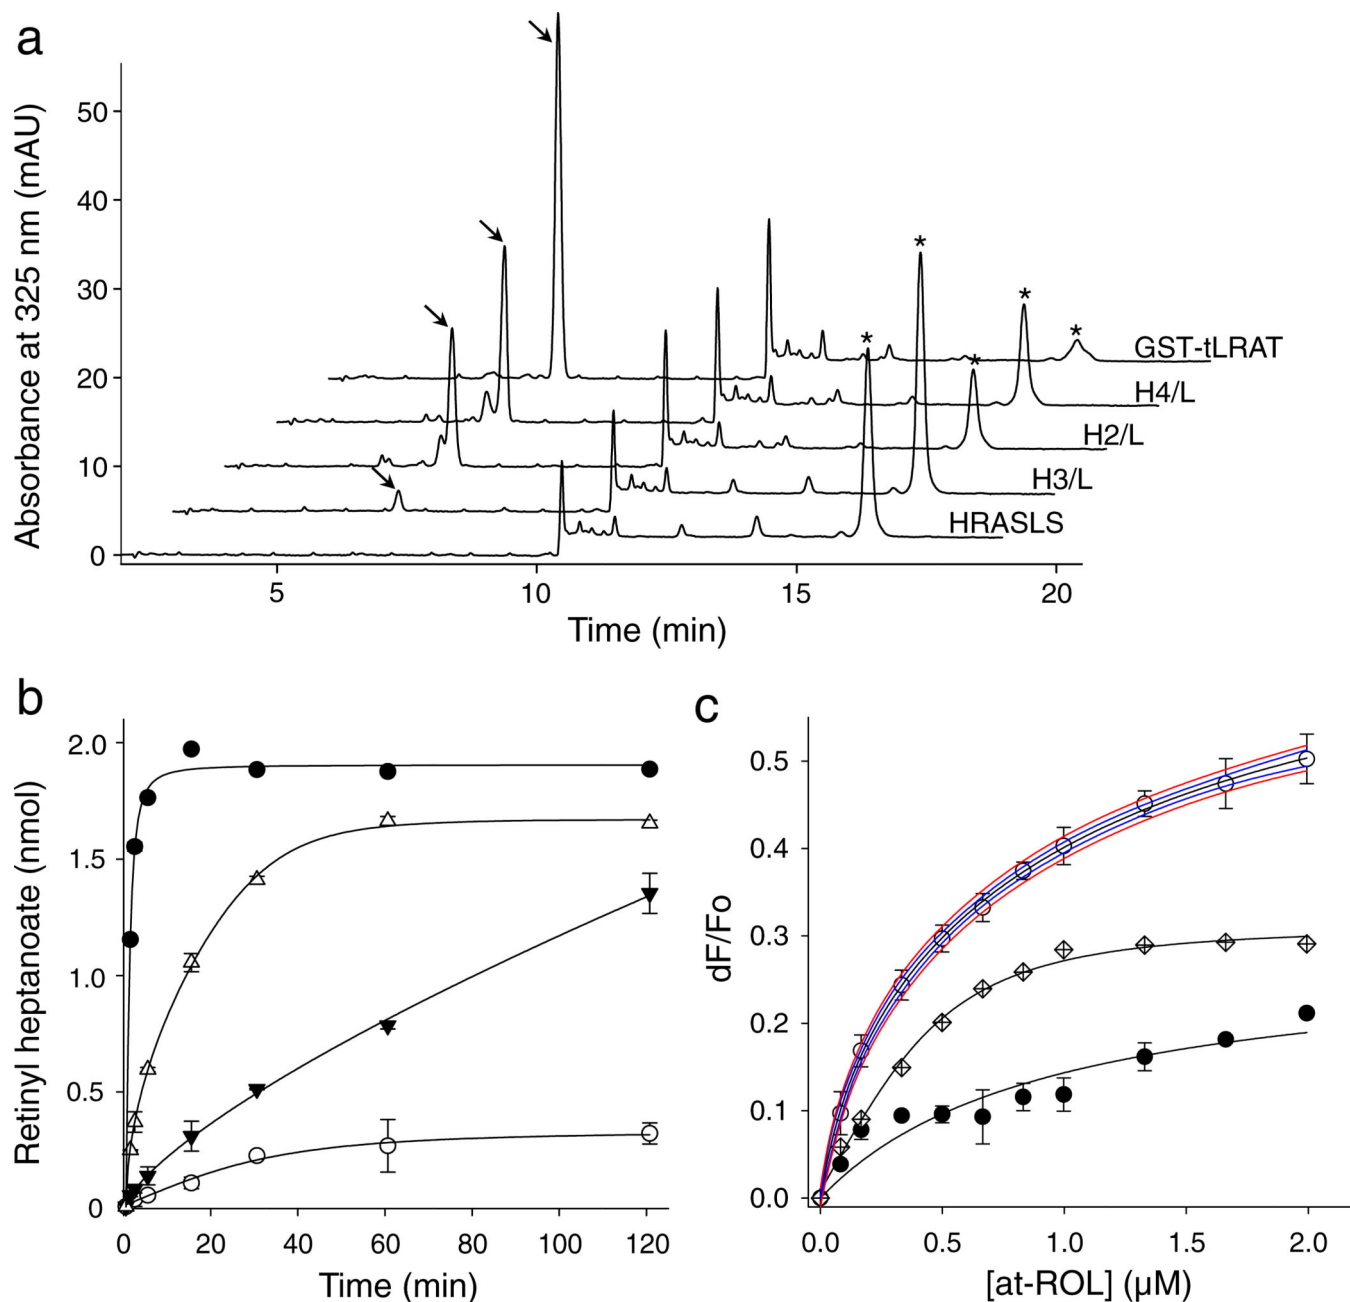 a
Absorbance at 325 nm (mAU)
50
40
30
20
10
0
5
10
15
20
Time (min)
GST-tLRAT
H4/L
H2/L
H3/L
HRASLS
*
*
*
*
*
b
Retinyl heptanoate (nmol)
2.0
1.5
1.0
0.5
0
0
20
40
60
80
100
120
Time (min)
c
dF/Fo
0.5
0.4
0.3
0.2
0.1
0.0
0.0
0.5
1.0
1.5
2.0
[at-ROL] (µM)